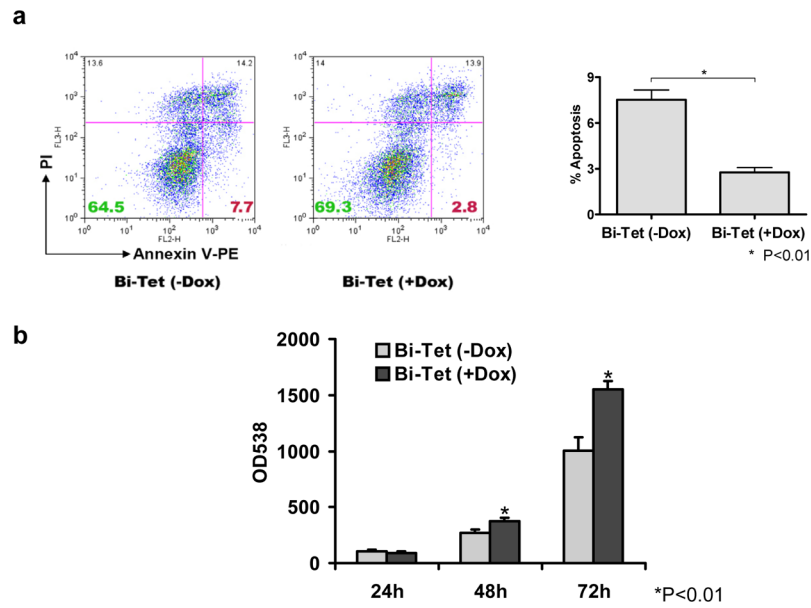 a
13.6
14.2
14
13.9
10⁴
10³
10²
10¹
10⁰
FL3-H
64.5
7.7
10⁰
10¹
10²
10³
10⁴
FL2-H
10⁴
10³
10²
10¹
10⁰
FL3-H
69.3
2.8
10⁰
10¹
10²
10³
10⁴
FL2-H
PI
Annexin V-PE
Bi-Tet (-Dox)
Bi-Tet (+Dox)
*
9
6
3
0
% Apoptosis
Bi-Tet (-Dox)
Bi-Tet (+Dox)
* P<0.01
b
2000
1500
1000
500
0
OD538
Bi-Tet (-Dox)
Bi-Tet (+Dox)
*
*
24h
48h
72h
*P<0.01